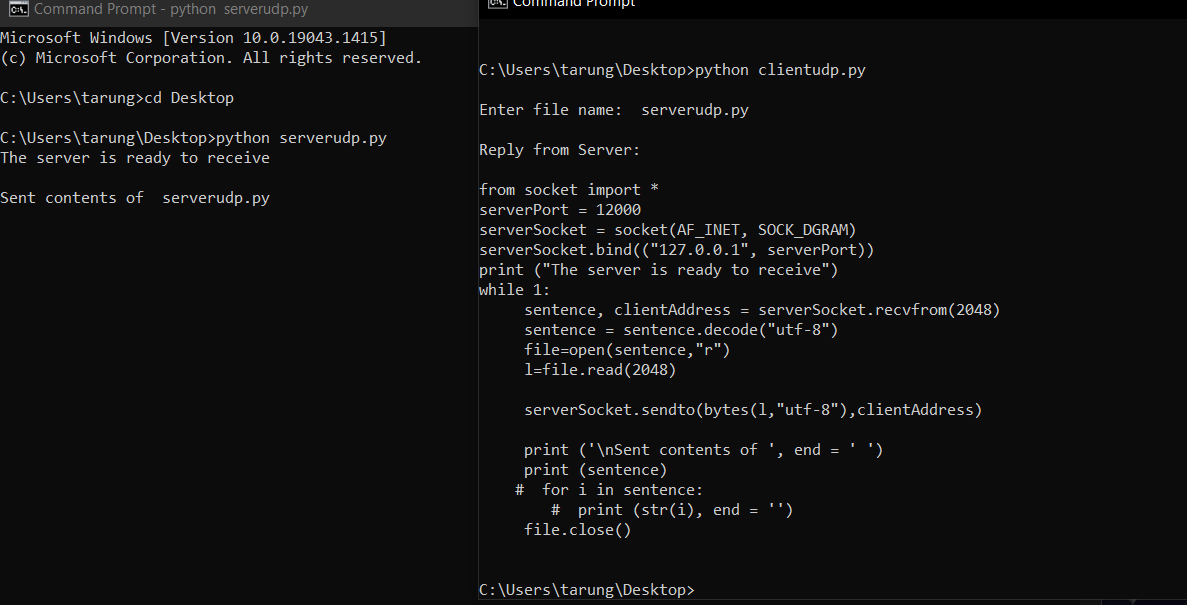 Command Prompt - python  serverudp.py
Microsoft Windows [Version 10.0.19043.1415]
(c) Microsoft Corporation. All rights reserved.
C:\Users\tarung>cd Desktop
C:\Users\tarung\Desktop>python serverudp.py
The server is ready to receive
Sent contents of  serverudp.py
Command Prompt
C:\Users\tarung\Desktop>python clientudp.py
Enter file name:  serverudp.py
Reply from Server:
from socket import *
serverPort = 12000
serverSocket = socket(AF_INET, SOCK_DGRAM)
serverSocket.bind(("127.0.0.1", serverPort))
print ("The server is ready to receive")
while 1:
     sentence, clientAddress = serverSocket.recvfrom(2048)
     sentence = sentence.decode("utf-8")
     file=open(sentence,"r")
     l=file.read(2048)
     serverSocket.sendto(bytes(l,"utf-8"),clientAddress)
     print ('\nSent contents of ', end = ' ')
     print (sentence)
    #  for i in sentence:
        #  print (str(i), end = '')
     file.close()
C:\Users\tarung\Desktop>